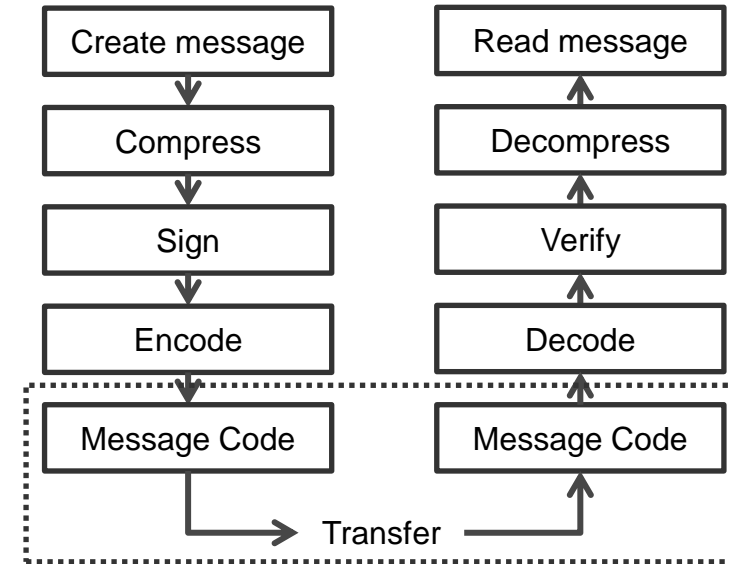 Create message
Compress
Sign
Encode
Message Code
Transfer
Message Code
Decode
Verify
Decompress
Read message